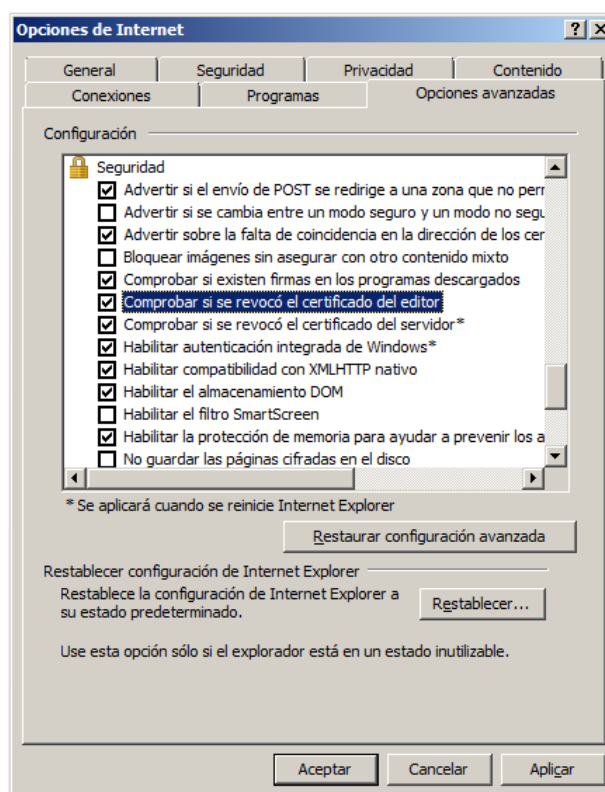 Opciones de Internet
General Seguridad Privacidad Contenido
Conexiones Programas Opciones avanzadas
Configuración
Seguridad
Advertir si el envío de POST se redirige a una zona que no perr
Advertir si se cambia entre un modo seguro y un modo no segu
Advertir sobre la falta de coincidencia en la dirección de los cer
Bloquear imágenes sin asegurar con otro contenido mixto
Comprobar si existen firmas en los programas descargados
Comprobar si se revocó el certificado del editor
Comprobar si se revocó el certificado del servidor*
Habilitar autenticación integrada de Windows*
Habilitar compatibilidad con XMLHTTP nativo
Habilitar el almacenamiento DOM
Habilitar el filtro SmartScreen
Habilitar la protección de memoria para ayudar a prevenir los a
No guardar las páginas cifradas en el disco
* Se aplicará cuando se reinicie Internet Explorer
Restaurar configuración avanzada
Restablecer configuración de Internet Explorer
Restablece la configuración de Internet Explorer a
su estado predeterminado.
Restablecer...
Use esta opción sólo si el explorador está en un estado inutilizable.
Aceptar Cancelar Aplicar